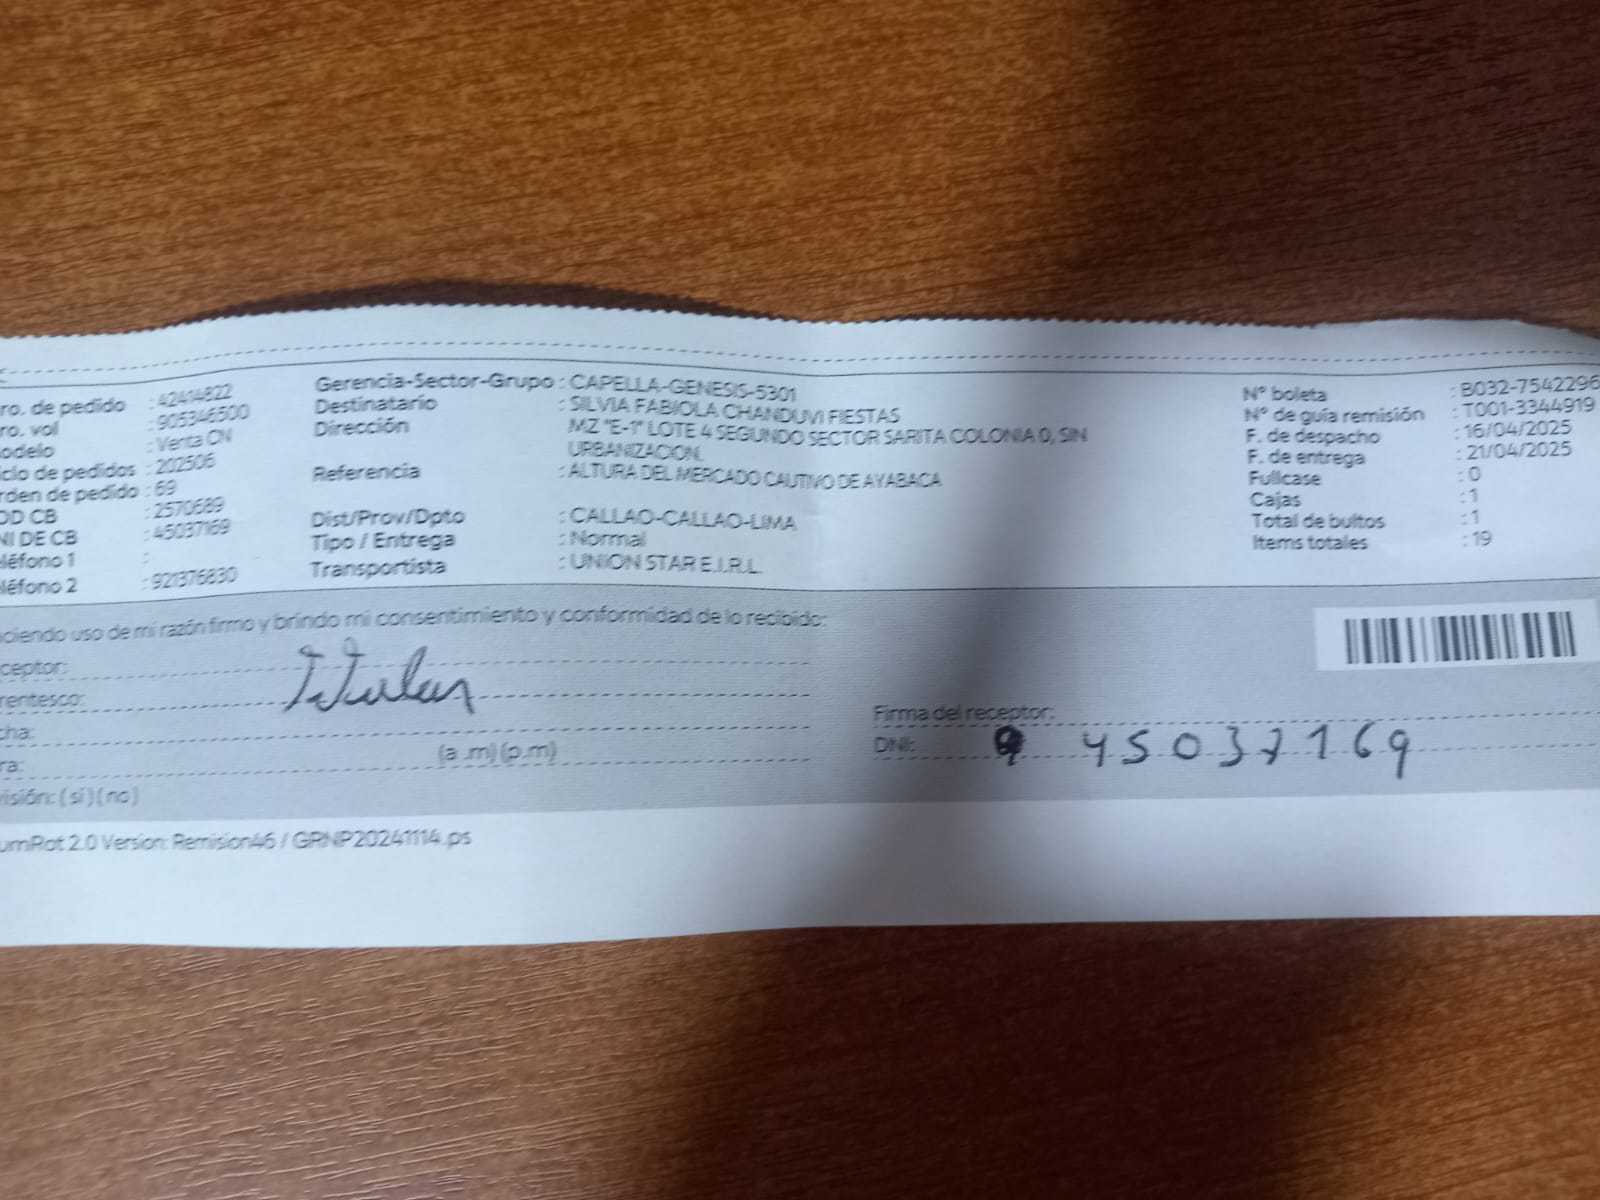 ro. de pedido : 42414822
ro. vol : 905346500
odelo : Venta CN
iclo de pedidos : 202506
rden de pedido : 69
OD CB : 2570689
NI DE CB : 45037169
léfono 1 :
léfono 2 : 921376830
Gerencia-Sector-Grupo : CAPELLA-GENESIS-5301
Destinatario : SILVIA FABIOLA CHANDUVI FIESTAS
Dirección MZ "E-1" LOTE 4 SEGUNDO SECTOR SARITA COLONIA 0, SIN
URBANIZACION,
Referencia : ALTURA DEL MERCADO CAUTIVO DE AYABACA
Dist/Prov/Dpto : CALLAO-CALLAO-LIMA
Tipo / Entrega : Normal
Transportista : UNION STAR E.I.R.L.
N° boleta : B032-7542296
N° de guía remisión : T001-3344919
F. de despacho : 16/04/2025
F. de entrega : 21/04/2025
Fullcase : 0
Cajas : 1
Total de bultos : 1
Items totales : 19
ciendo uso de mi razón firmo y brindo mi consentimiento y conformidad de lo recibido:
ceptor:
rentesco:
cha:
ra: (a.m)(p.m)
visión: (si)(no)
Firma del receptor:
DNI: 45037169
umRot 2.0 Version: Remision46 / GRNP20241114.ps